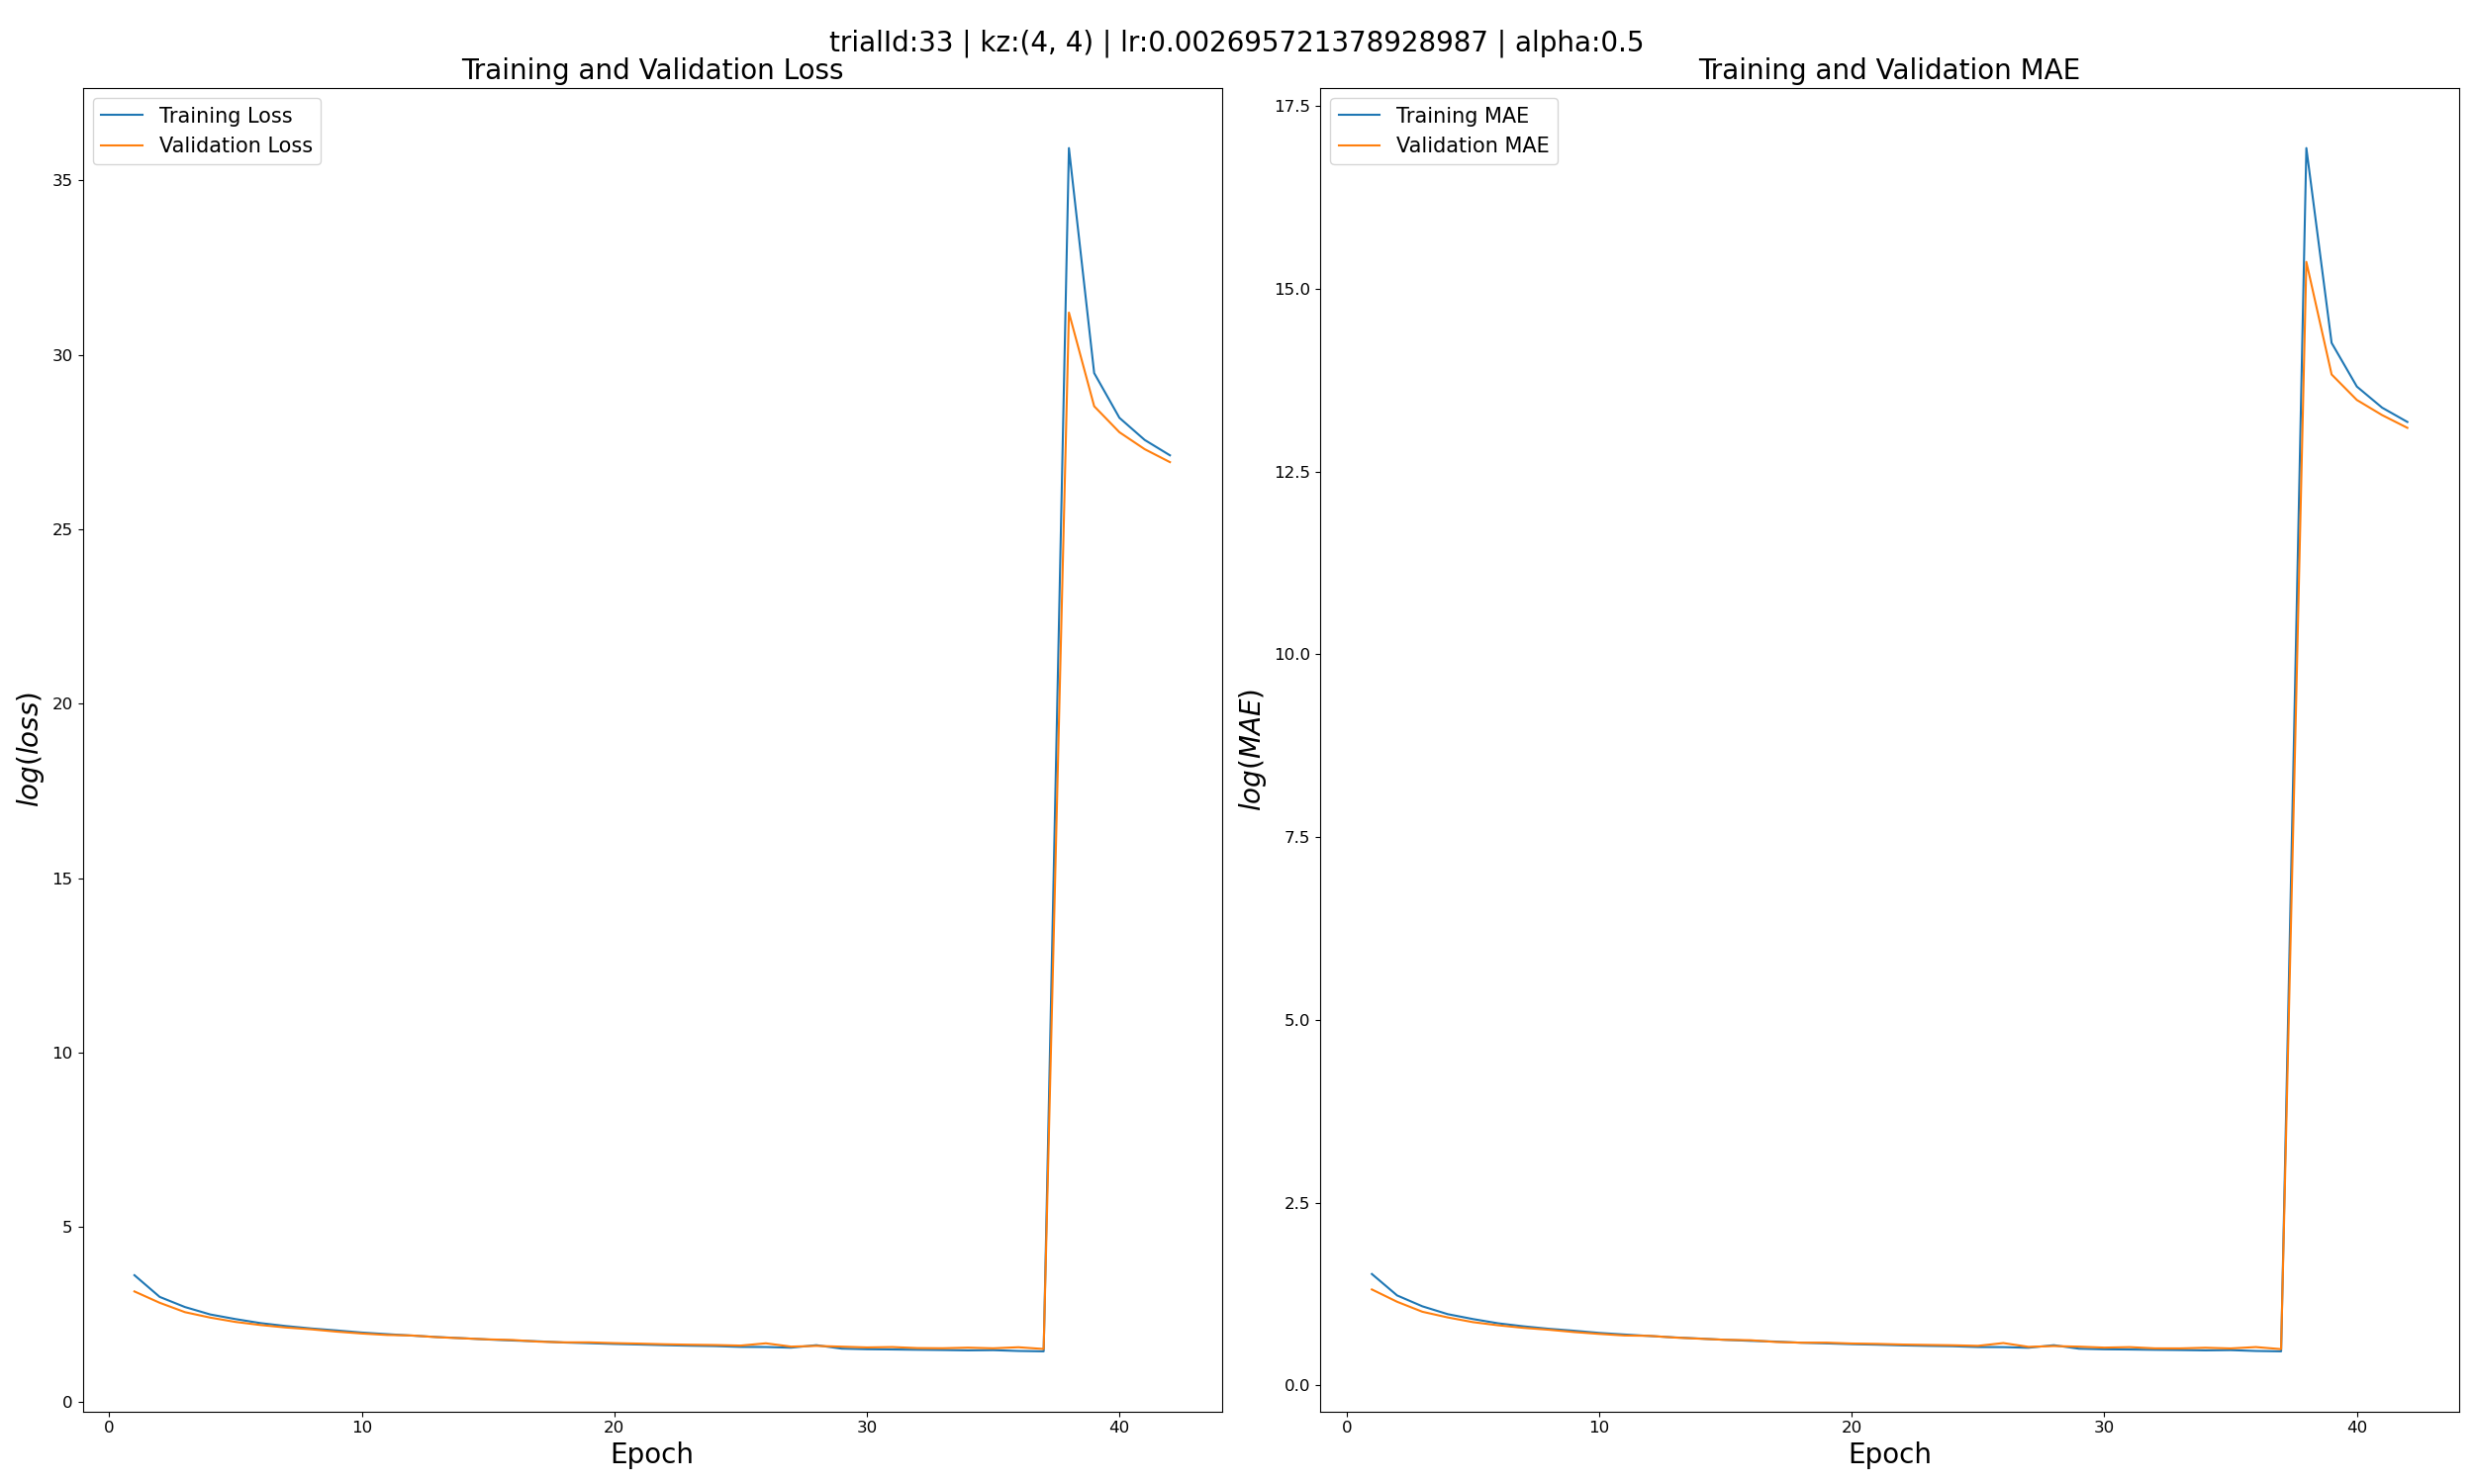 trialId:33 | kz:(4, 4) | lr:0.002695721378928987 | alpha:0.5
Training and Validation Loss
Training Loss
Validation Loss
35
30
25
20
15
10
5
0
log(loss)
0 10 20 30 40
Epoch
Training and Validation MAE
Training MAE
Validation MAE
17.5
15.0
12.5
10.0
7.5
5.0
2.5
0.0
log(MAE)
0 10 20 30 40
Epoch